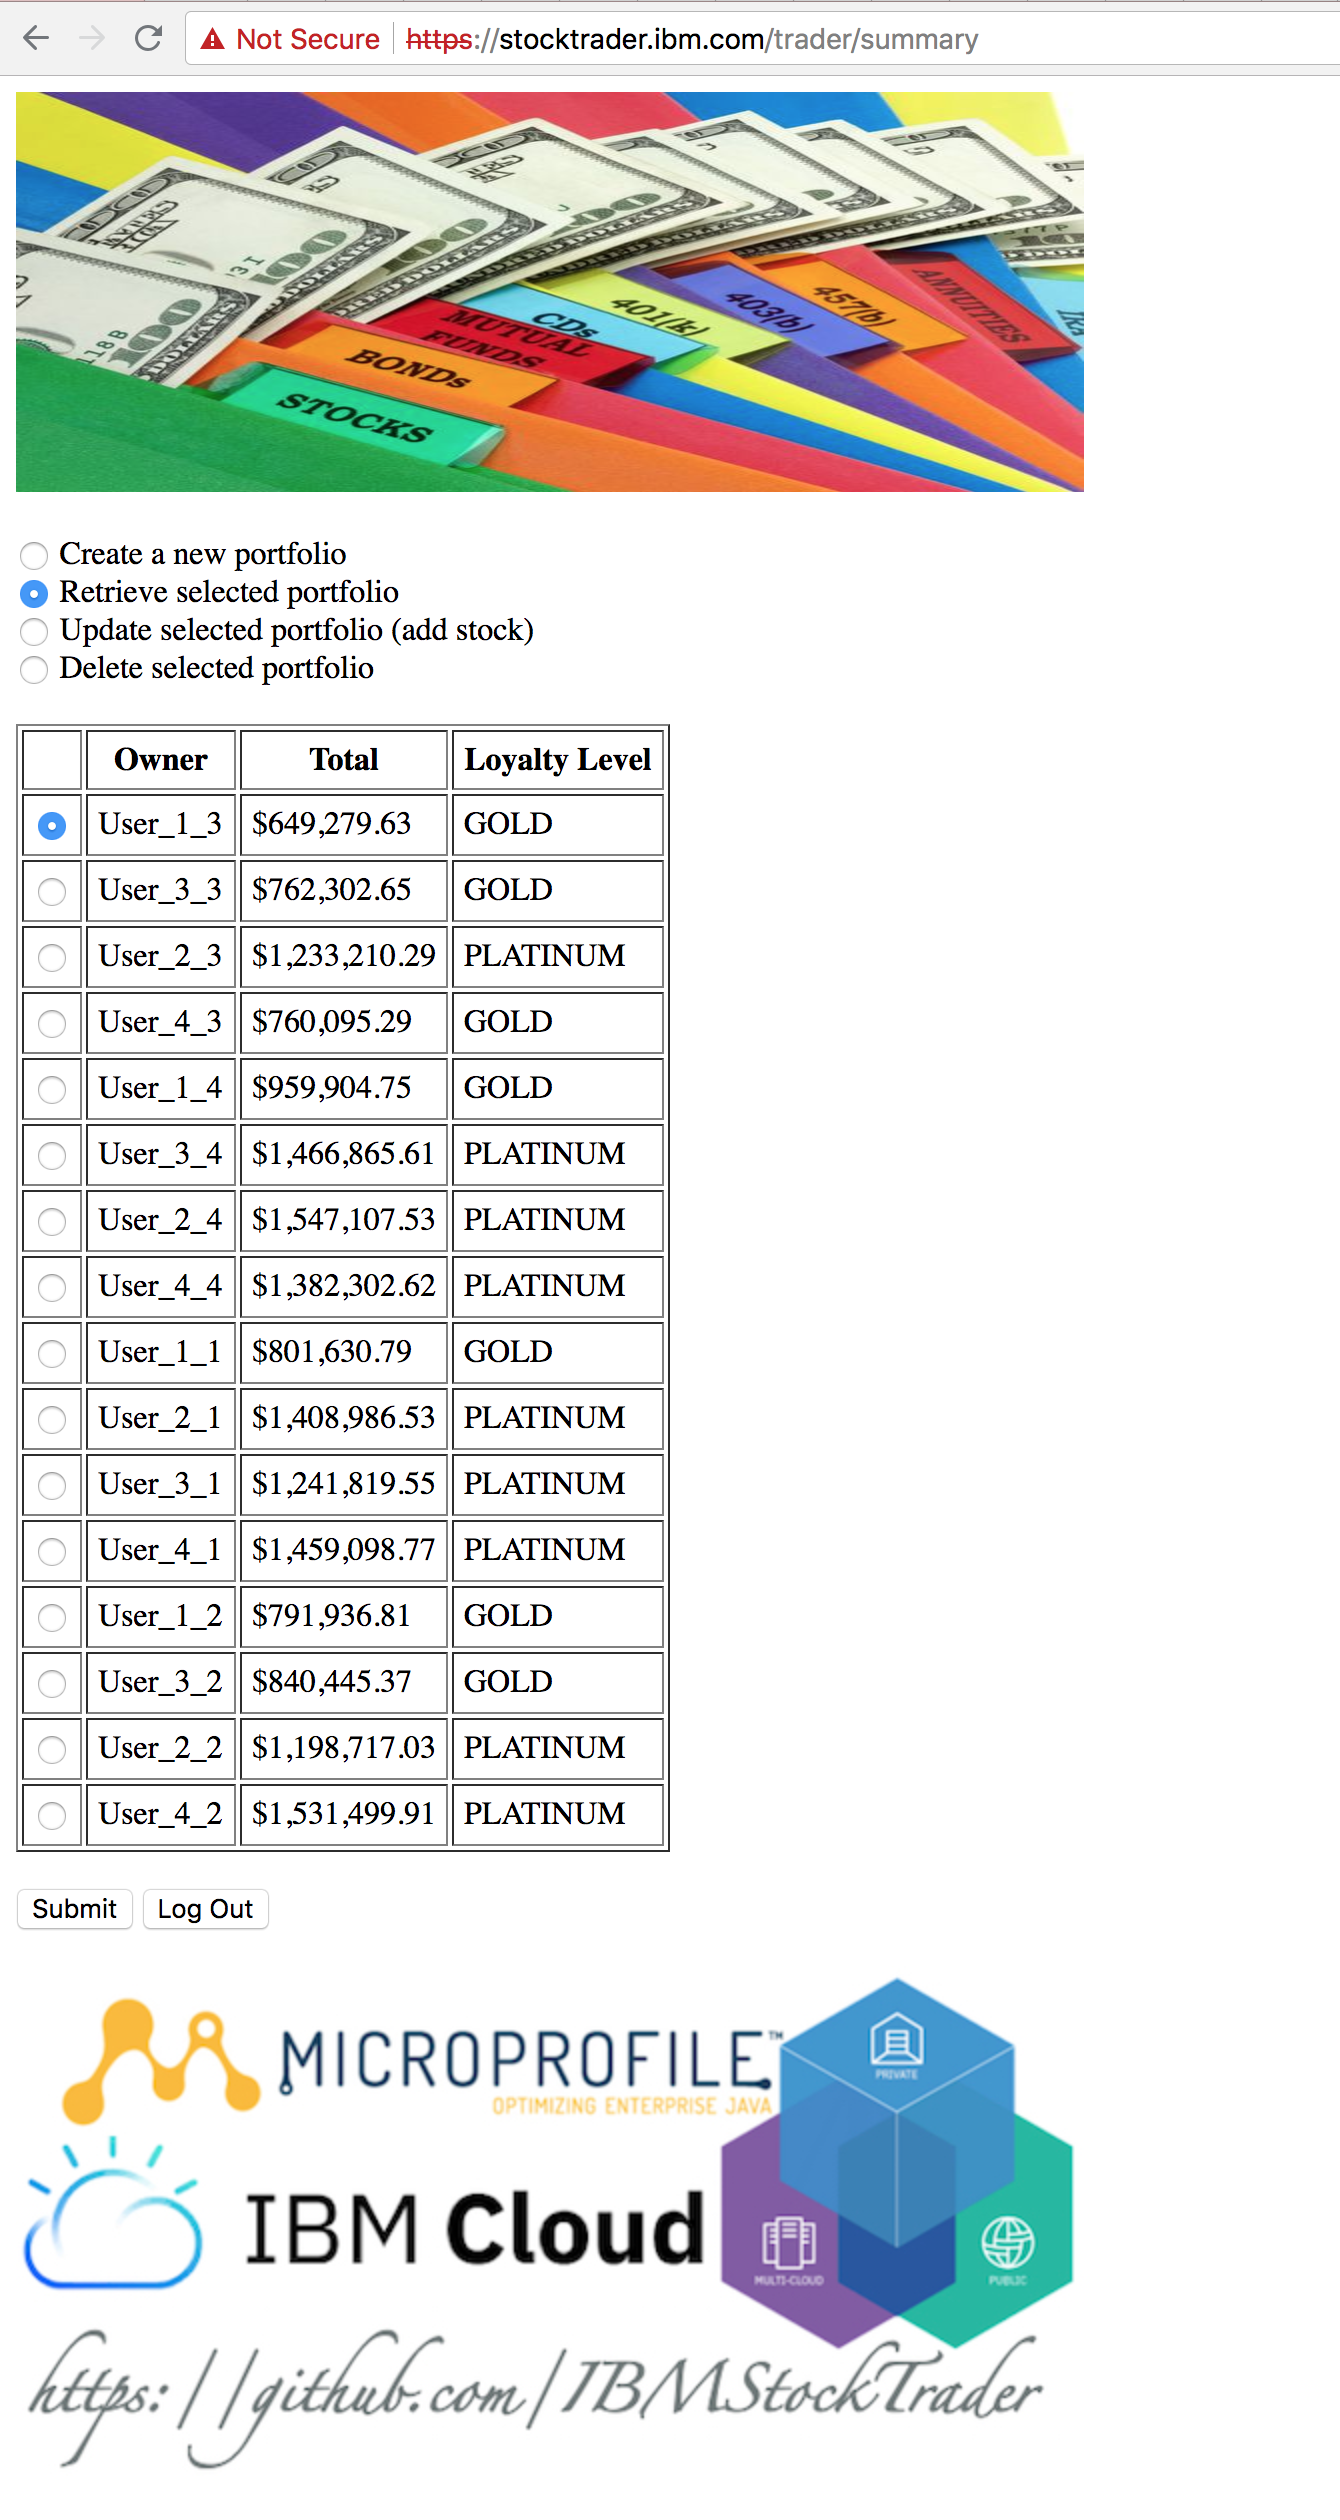 Not Secure https://stocktrader.ibm.com/trader/summary
ANNUITIES
457(b)
403(b)
401(k)
CDs
MUTUAL
FUNDS
BONDs
STOCKS
Create a new portfolio
Retrieve selected portfolio
Update selected portfolio (add stock)
Delete selected portfolio
Owner Total Loyalty Level
User_1_3 $649,279.63 GOLD
User_3_3 $762,302.65 GOLD
User_2_3 $1,233,210.29 PLATINUM
User_4_3 $760,095.29 GOLD
User_1_4 $959,904.75 GOLD
User_3_4 $1,466,865.61 PLATINUM
User_2_4 $1,547,107.53 PLATINUM
User_4_4 $1,382,302.62 PLATINUM
User_1_1 $801,630.79 GOLD
User_2_1 $1,408,986.53 PLATINUM
User_3_1 $1,241,819.55 PLATINUM
User_4_1 $1,459,098.77 PLATINUM
User_1_2 $791,936.81 GOLD
User_3_2 $840,445.37 GOLD
User_2_2 $1,198,717.03 PLATINUM
User_4_2 $1,531,499.91 PLATINUM
Submit Log Out
MICROPROFILE™
OPTIMIZING ENTERPRISE JAVA
PRIVATE
IBM Cloud
MULTI-CLOUD
PUBLIC
https://github.com/IBMStockTrader